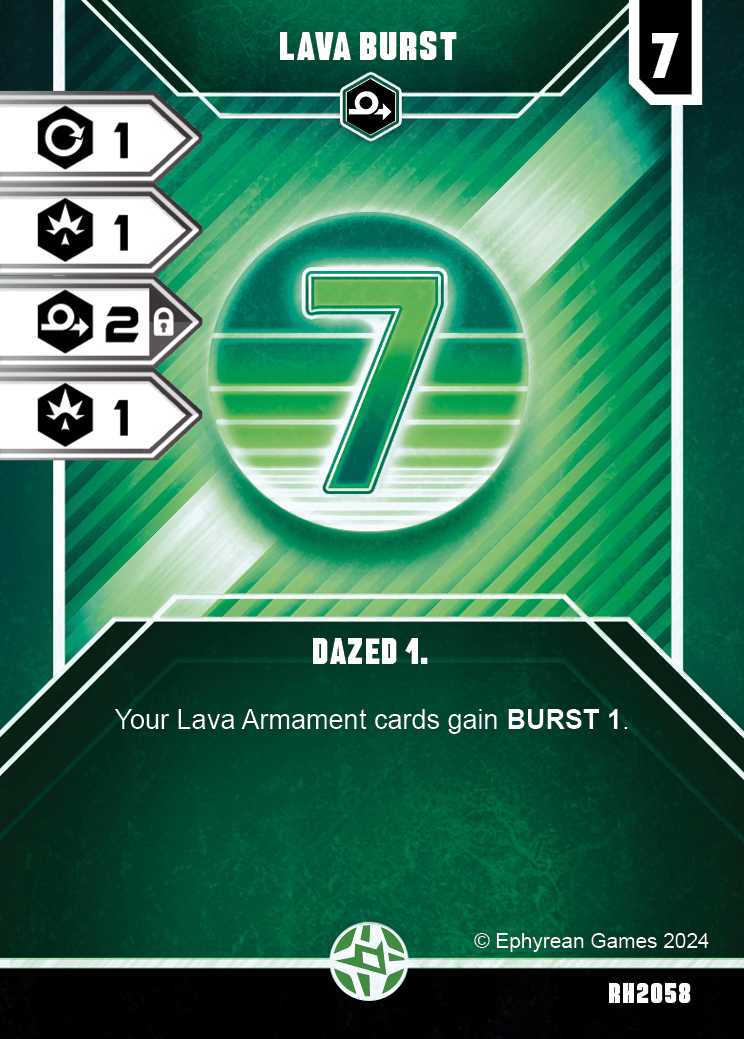 LAVA BURST
7
1
1
2
1
7
DAZED 1.
Your Lava Armament cards gain BURST 1.
© Ephyrean Games 2024
RH2058